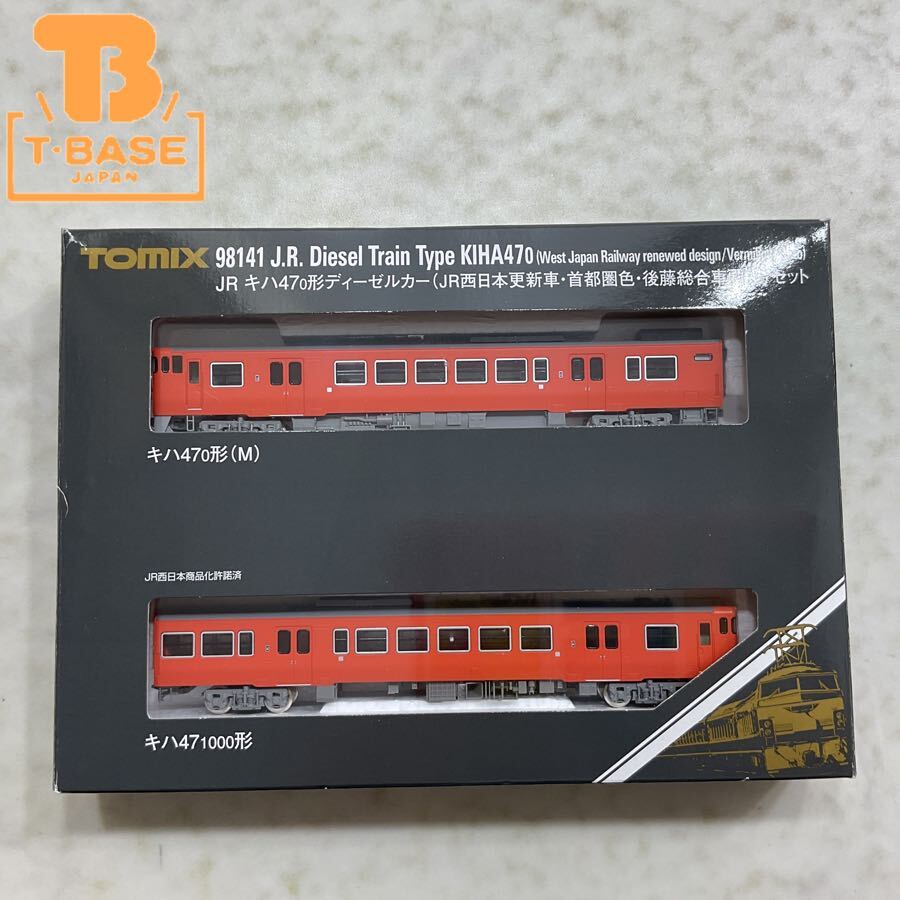 TB
T·BASE
JAPAN
TOMIX 98141 J.R. Diesel Train Type KIHA470 (West Japan Railway renewed design/
JR キハ470形ディーゼルカー(JR西日本更新車・首都圏色・後藤総合車 セット
キハ470形(M)
JR西日本商品化許諾済
キハ471000形